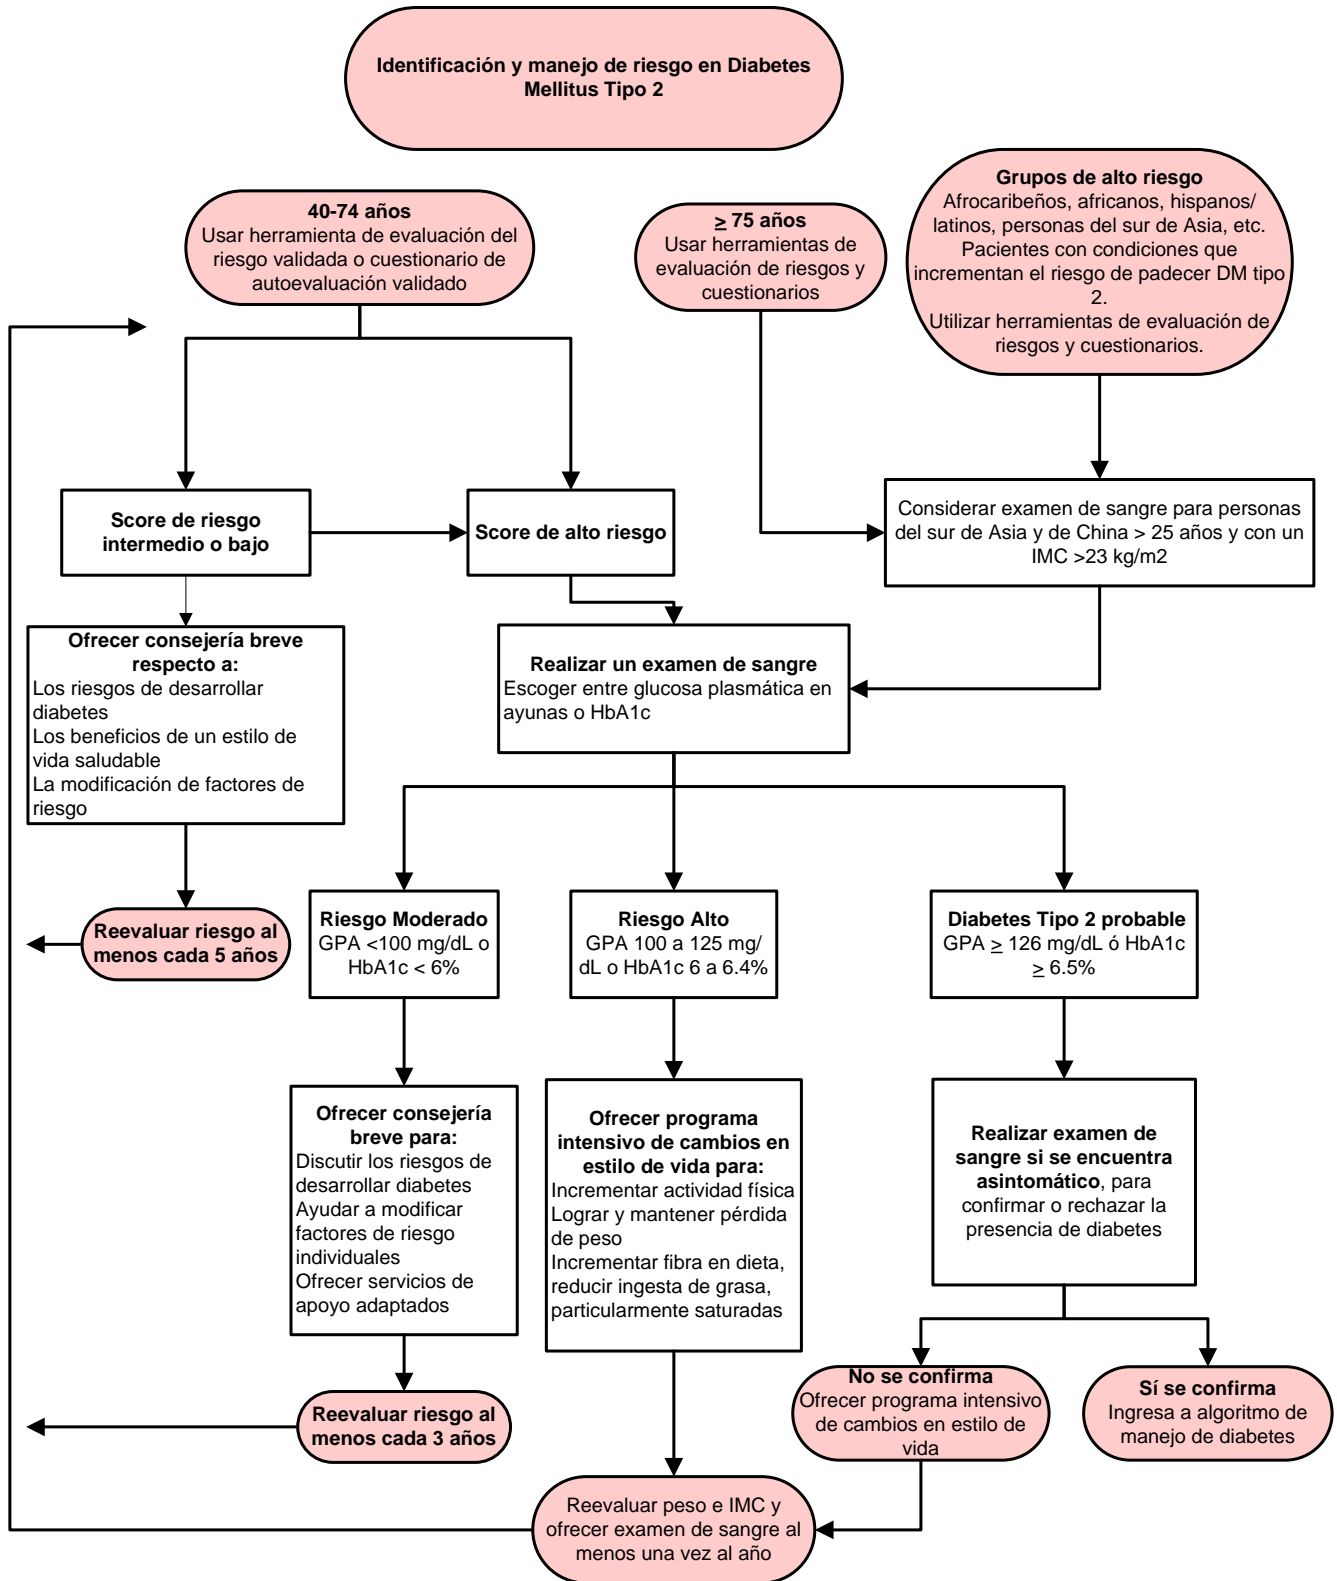 Identificación y manejo de riesgo en Diabetes
Mellitus Tipo 2
40-74 años
Usar herramienta de evaluación del
riesgo validada o cuestionario de
autoevaluación validado
≥ 75 años
Usar herramientas de
evaluación de riesgos y
cuestionarios
Grupos de alto riesgo
Afrocaribeños, africanos, hispanos/
latinos, personas del sur de Asia, etc.
Pacientes con condiciones que
incrementan el riesgo de padecer DM tipo
2.
Utilizar herramientas de evaluación de
riesgos y cuestionarios.
Score de riesgo
intermedio o bajo
Score de alto riesgo
Considerar examen de sangre para personas
del sur de Asia y de China > 25 años y con un
IMC >23 kg/m2
Ofrecer consejería breve
respecto a:
Los riesgos de desarrollar
diabetes
Los beneficios de un estilo de
vida saludable
La modificación de factores de
riesgo
Realizar un examen de sangre
Escoger entre glucosa plasmática en
ayunas o HbA1c
Reevaluar riesgo al
menos cada 5 años
Riesgo Moderado
GPA <100 mg/dL o
HbA1c < 6%
Riesgo Alto
GPA 100 a 125 mg/
dL o HbA1c 6 a 6.4%
Diabetes Tipo 2 probable
GPA ≥ 126 mg/dL ó HbA1c
≥ 6.5%
Ofrecer consejería
breve para:
Discutir los riesgos de
desarrollar diabetes
Ayudar a modificar
factores de riesgo
individuales
Ofrecer servicios de
apoyo adaptados
Ofrecer programa
intensivo de cambios en
estilo de vida para:
Incrementar actividad física
Lograr y mantener pérdida
de peso
Incrementar fibra en dieta,
reducir ingesta de grasa,
particularmente saturadas
Realizar examen de
sangre si se encuentra
asintomático, para
confirmar o rechazar la
presencia de diabetes
Reevaluar riesgo al
menos cada 3 años
No se confirma
Ofrecer programa intensivo
de cambios en estilo de
vida
Sí se confirma
Ingresa a algoritmo de
manejo de diabetes
Reevaluar peso e IMC y
ofrecer examen de sangre al
menos una vez al año